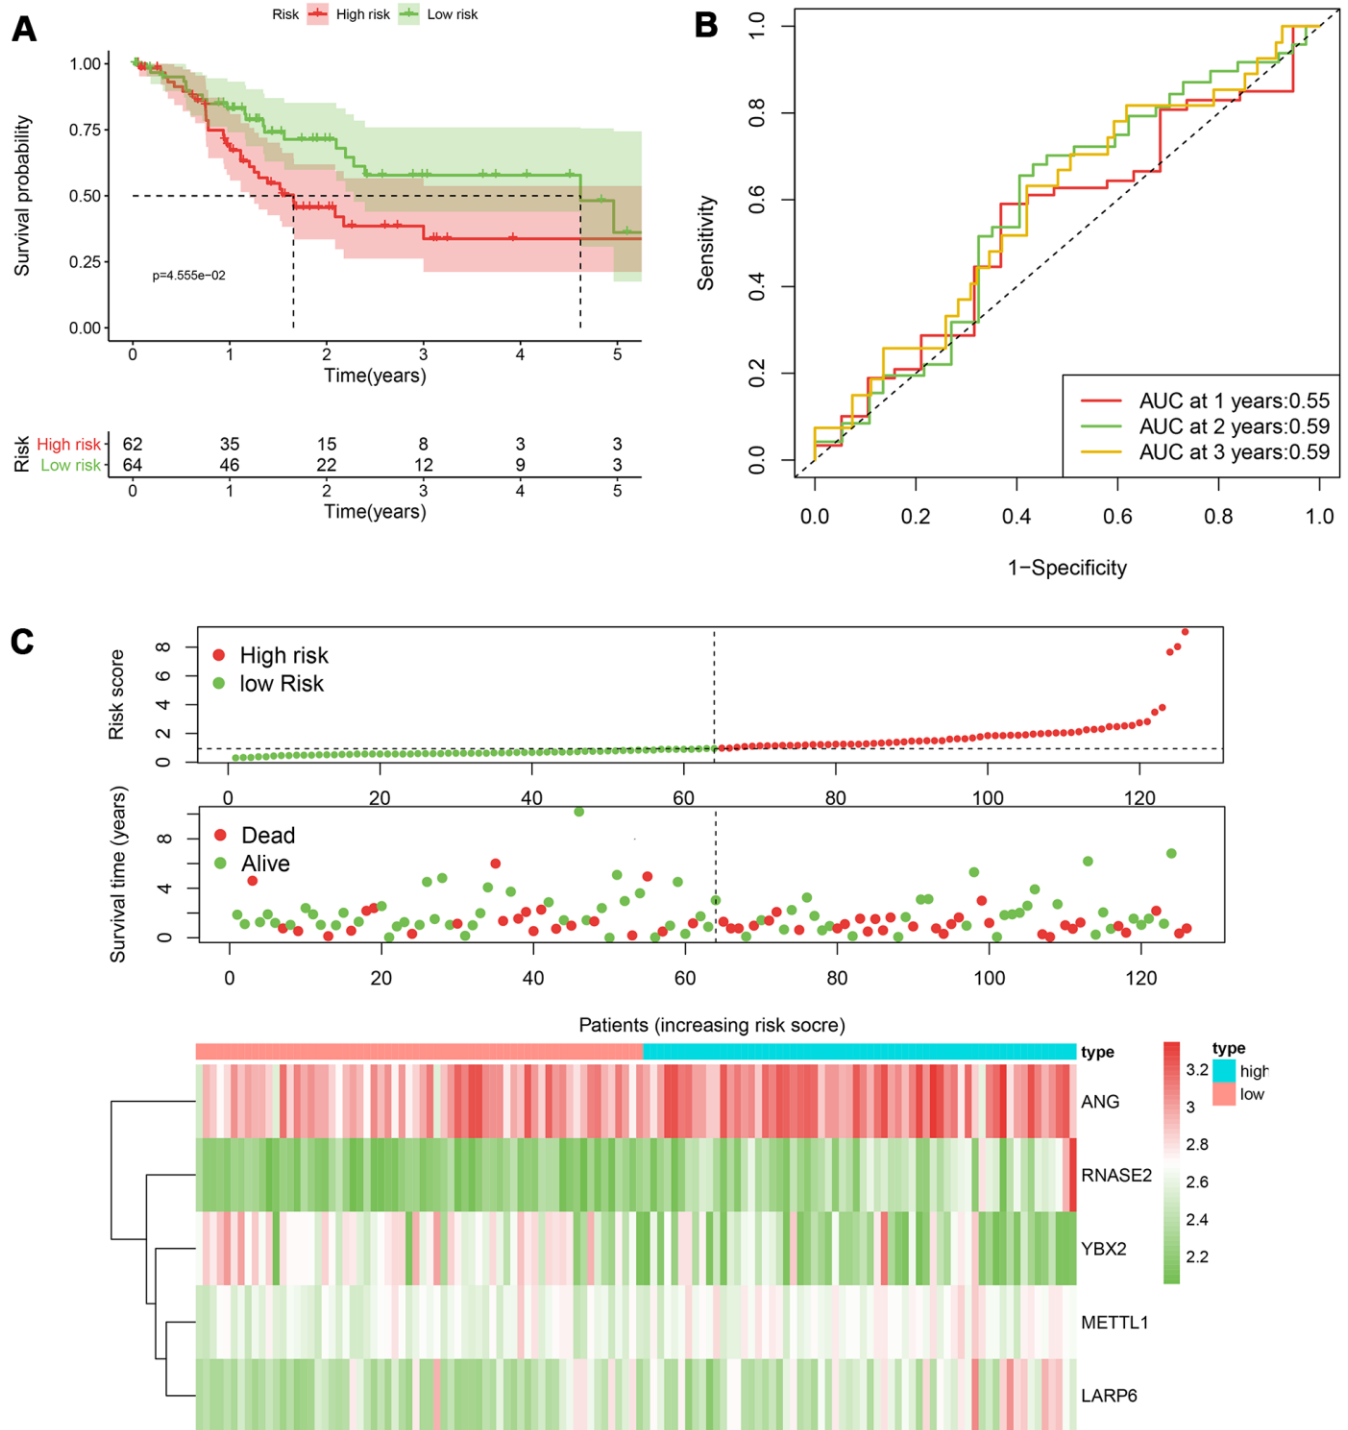 A
Risk High risk Low risk
Survival probability
1.00
0.75
0.50
0.25
0.00
p=4.555e−02
0 1 2 3 4 5
Time(years)
Risk
High risk 62 35 15 8 3 3
Low risk 64 46 22 12 9 3
0 1 2 3 4 5
Time(years)
B
Sensitivity
1.0
0.8
0.6
0.4
0.2
0.0
AUC at 1 years:0.55
AUC at 2 years:0.59
AUC at 3 years:0.59
0.0 0.2 0.4 0.6 0.8 1.0
1−Specificity
C
Risk score
8
6
4
2
0
High risk
low Risk
0 20 40 60 80 100 120
Survival time (years)
8
4
0
Dead
Alive
0 20 40 60 80 100 120
Patients (increasing risk socre)
type
ANG
RNASE2
YBX2
METTL1
LARP6
3.2
3
2.8
2.6
2.4
2.2
type
high
low